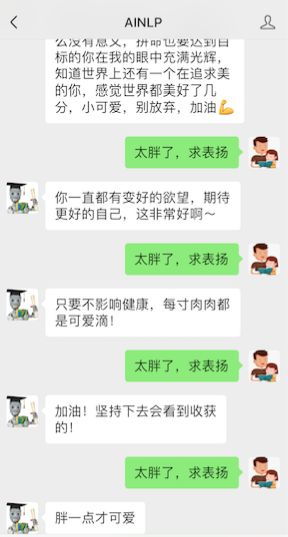 AINLP
么没有意义，拼命也要达到目
标的你在我的眼中充满光辉，
知道世界上还有一个在追求美
的你，感觉世界都美好了几
分，小可爱，别放弃，加油💪
太胖了，求表扬
你一直都有变好的欲望，期待
更好的自己，这非常好啊～
太胖了，求表扬
只要不影响健康，每寸肉肉都
是可爱滴！
太胖了，求表扬
加油！坚持下去会看到收获
的！
太胖了，求表扬
胖一点才可爱